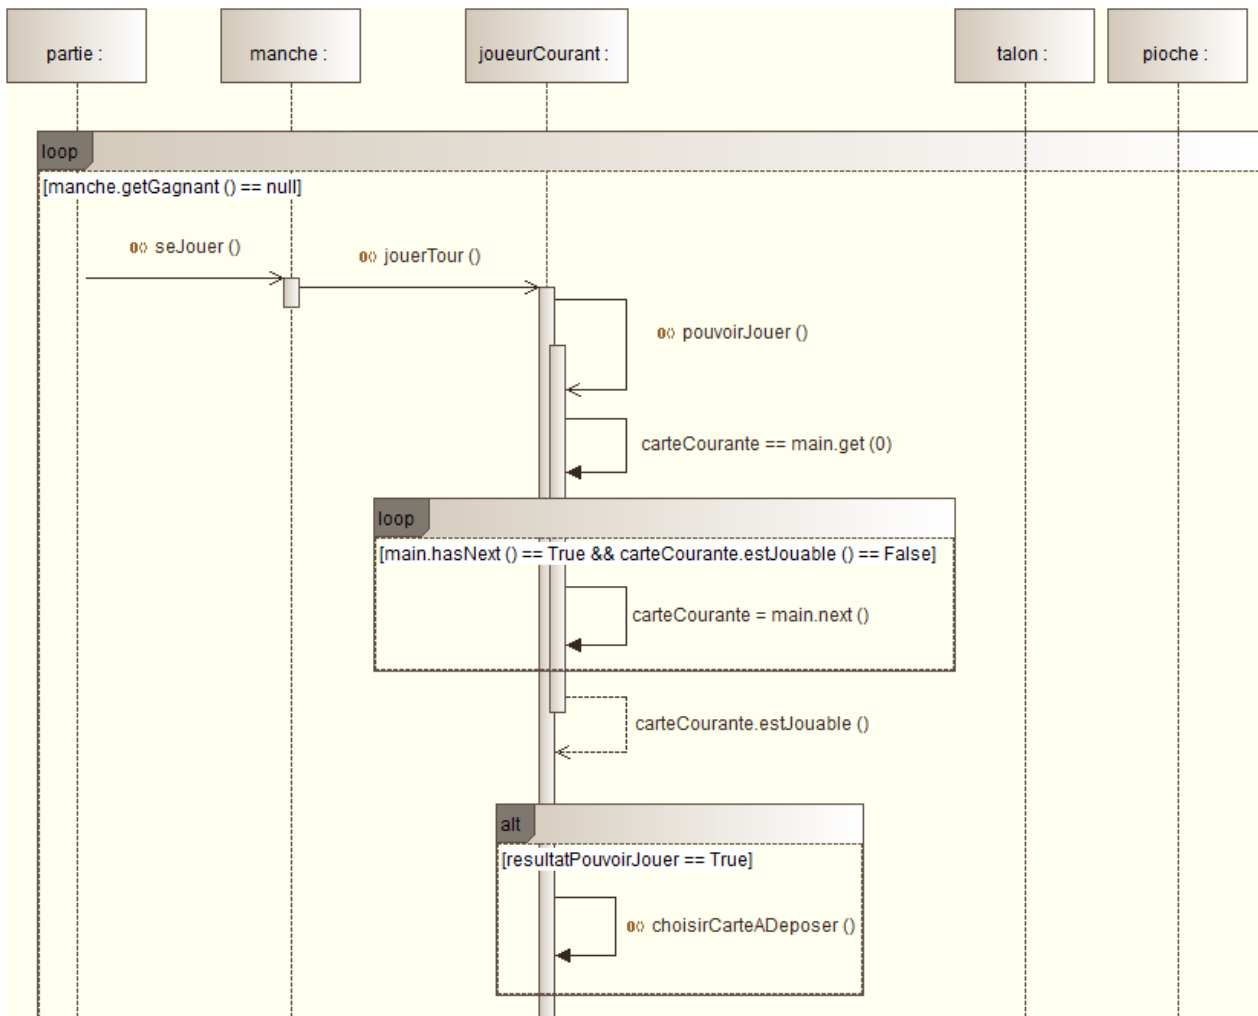 partie :
manche :
joueurCourant :
talon :
pioche :
loop
[manche.getGagnant () == null]
seJouer ()
jouerTour ()
pouvoirJouer ()
carteCourante == main.get (0)
loop
[main.hasNext () == True && carteCourante.estJouable () == False]
carteCourante = main.next ()
carteCourante.estJouable ()
alt
[resultatPouvoirJouer == True]
choisirCarteADeposer ()